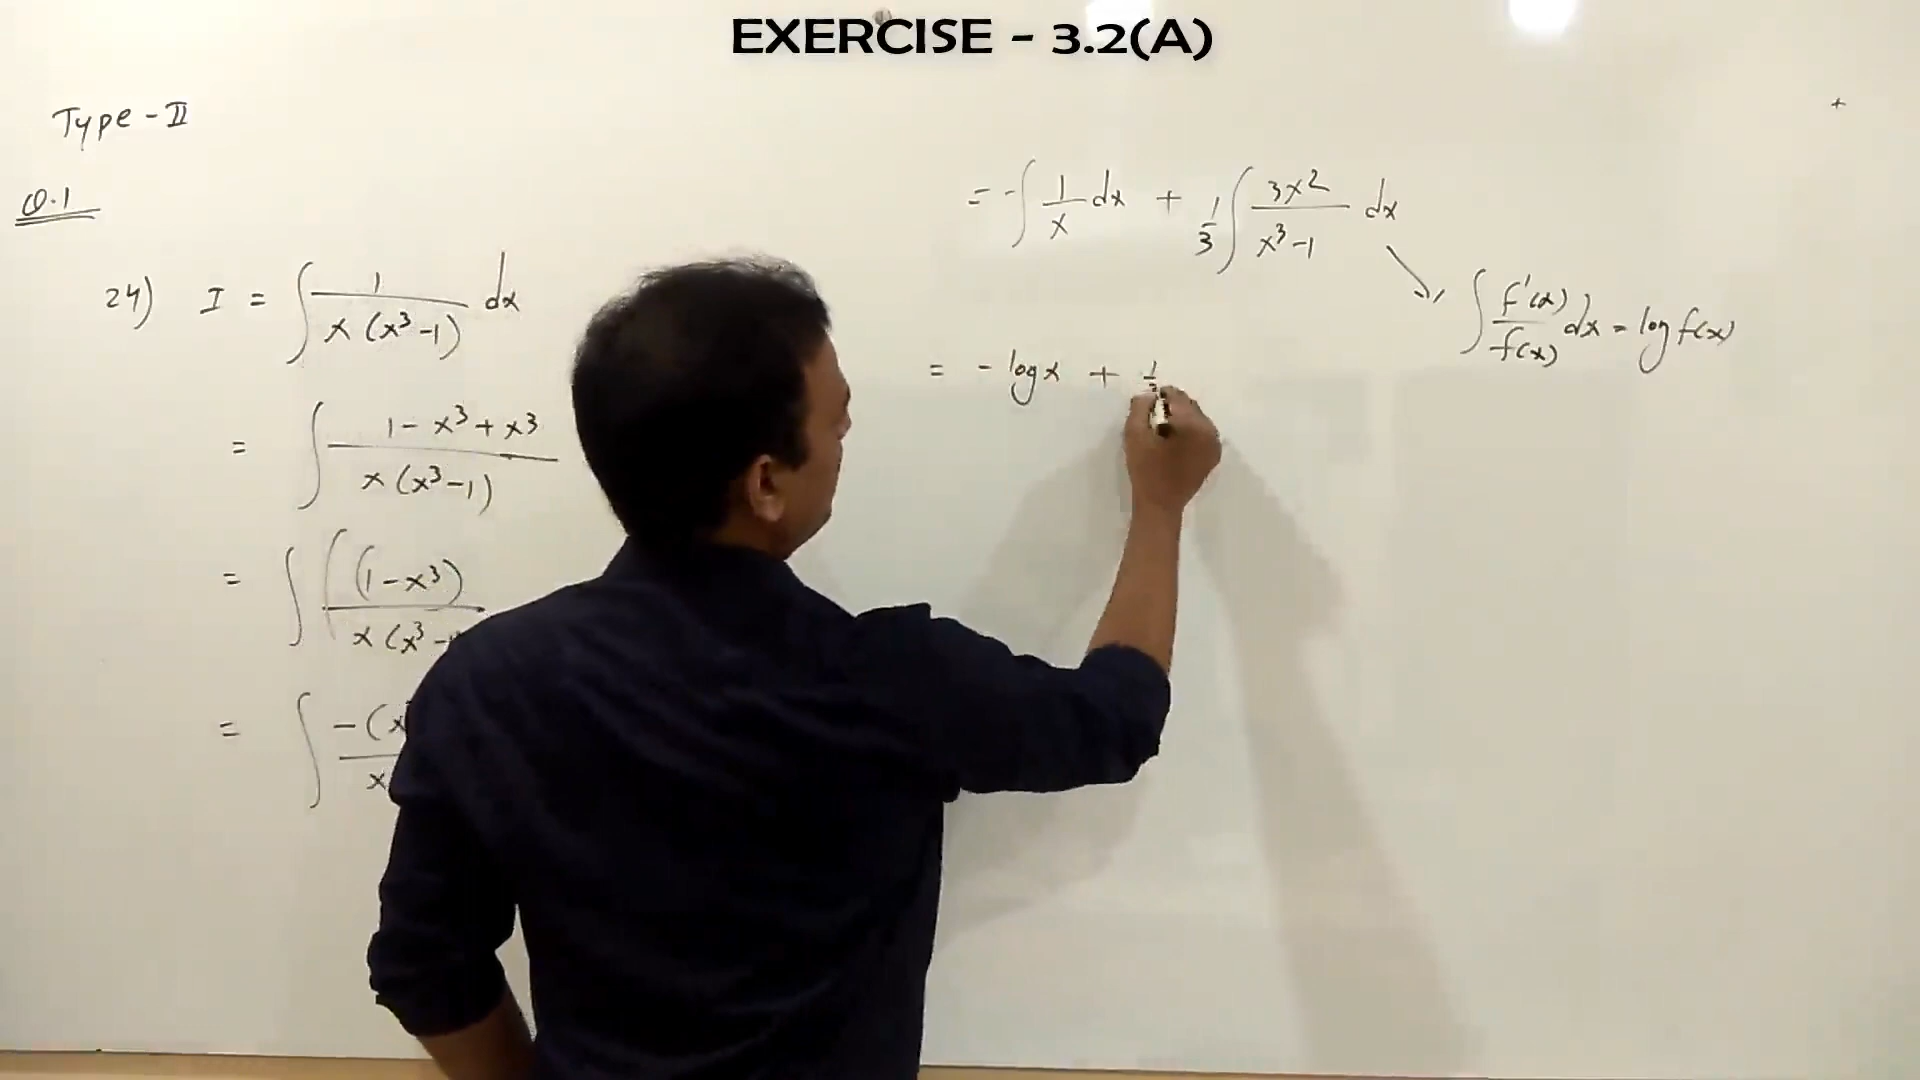 EXERCISE - 3.2(A)
Type - II
Q.1
24) I = ∫ 1 / x (x³-1) dx
= ∫ 1 - x³ + x³ / x (x³-1)
= ∫ ( (1-x³) / x (x³-
= ∫ -(x / x
= -∫ 1/x dx + 1/3 ∫ 3x² / x³-1 dx
∫ f'(x) / f(x) dx = log f(x)
= - log x + 1